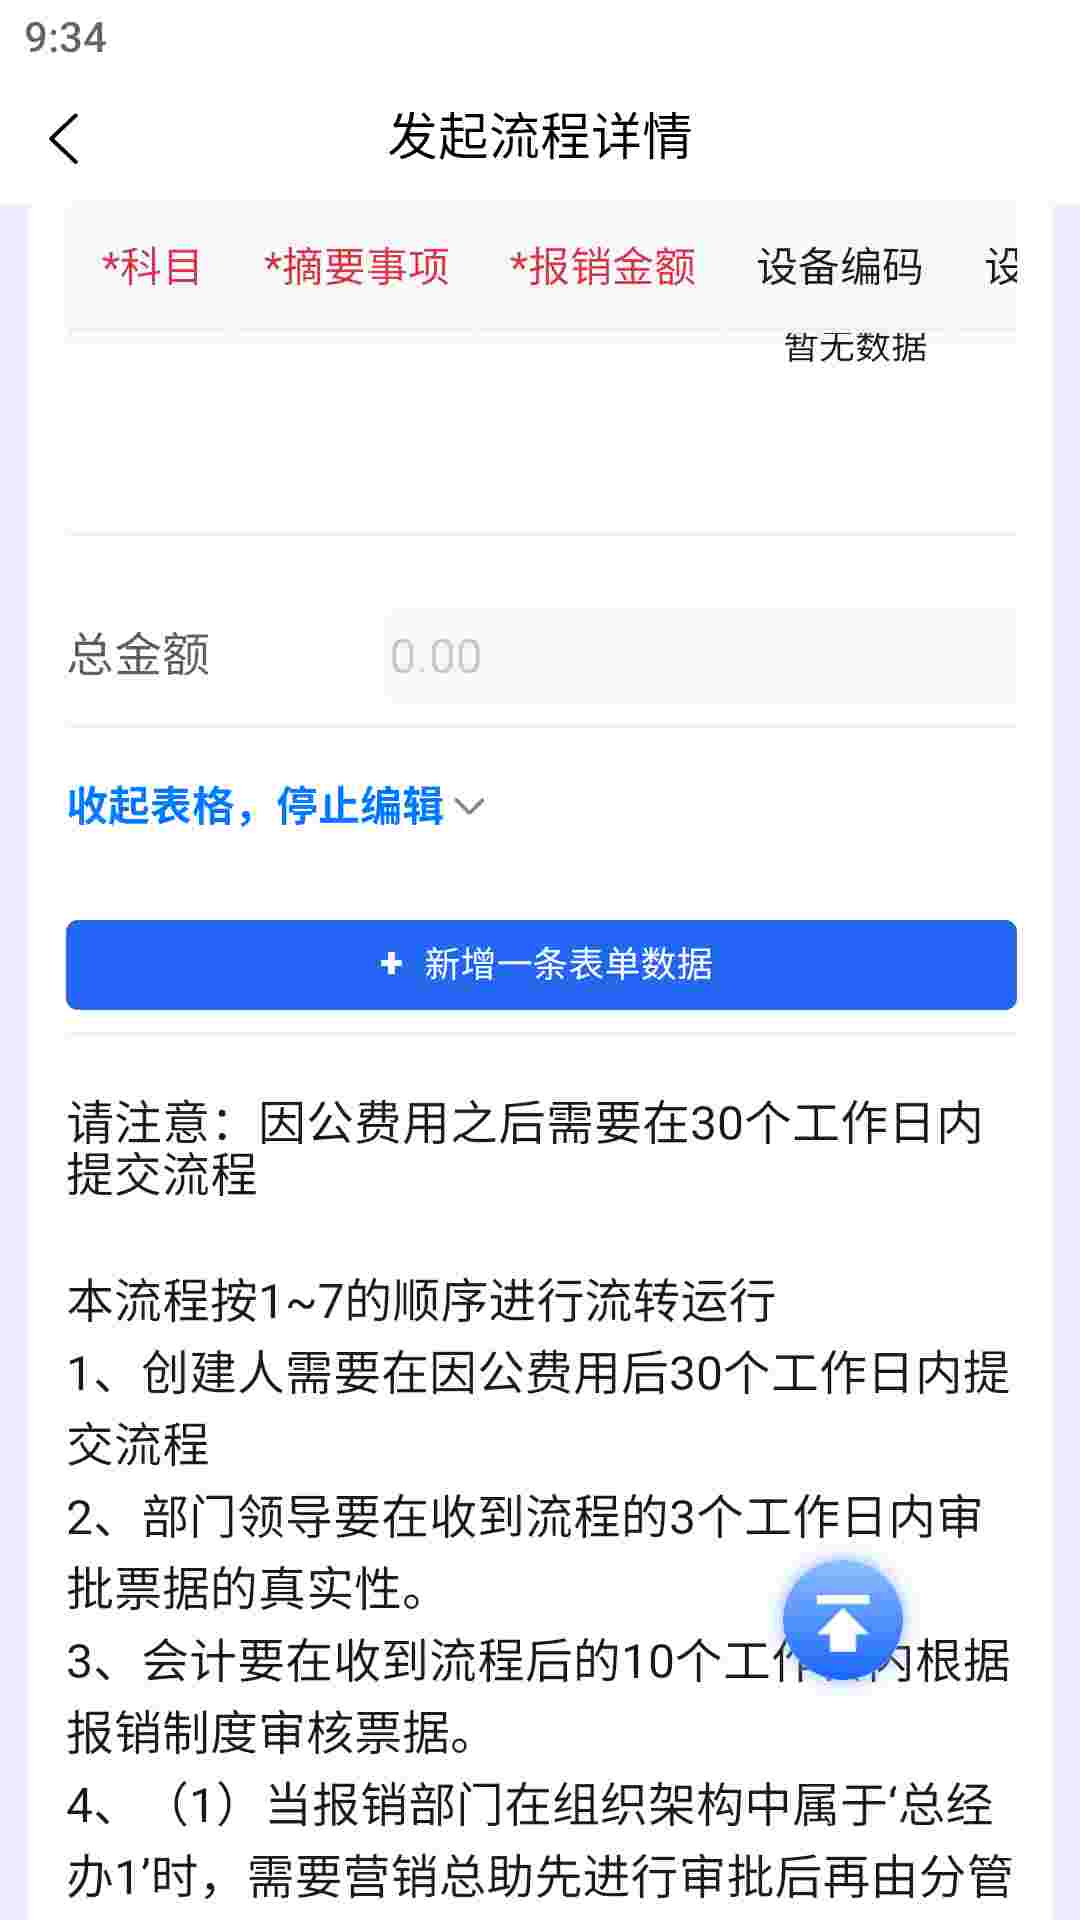 9:34
发起流程详情
*科目 *摘要事项 *报销金额 设备编码 设
暂无数据
总金额 0.00
收起表格，停止编辑
+ 新增一条表单数据
请注意：因公费用之后需要在30个工作日内
提交流程
本流程按1~7的顺序进行流转运行
1、创建人需要在因公费用后30个工作日内提
交流程
2、部门领导要在收到流程的3个工作日内审
批票据的真实性。
3、会计要在收到流程后的10个工作日内根据
报销制度审核票据。
4、（1）当报销部门在组织架构中属于‘总经
办1’时，需要营销总助先进行审批后再由分管